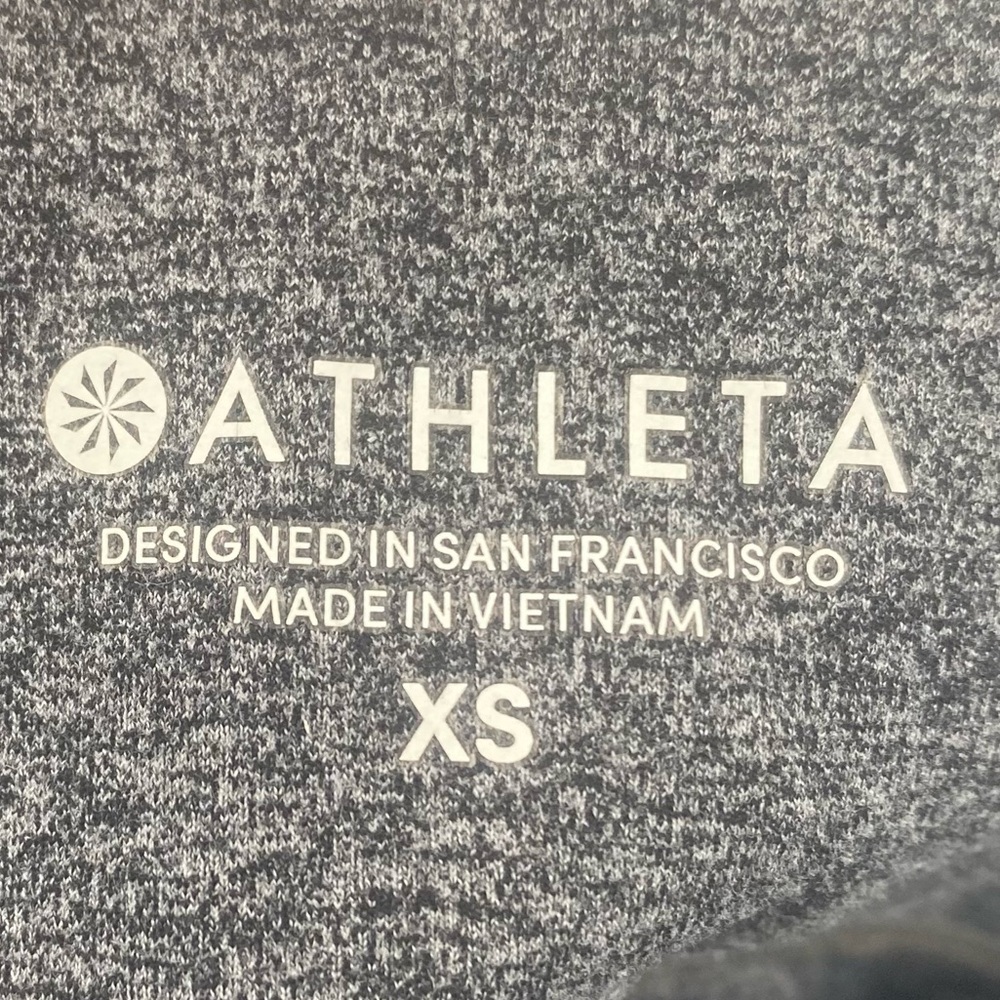 ATHLETA
DESIGNED IN SAN FRANCISCO
MADE IN VIETNAM
XS